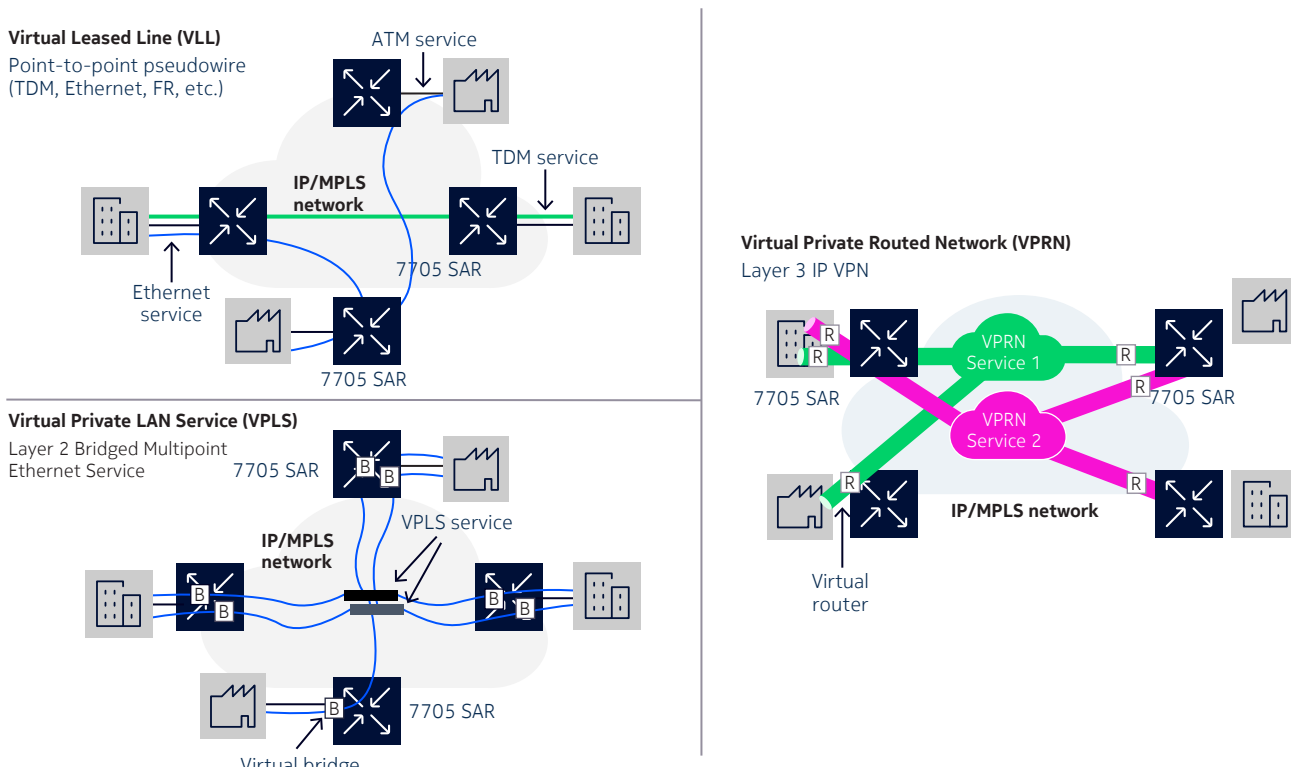 Virtual Leased Line (VLL)
Point-to-point pseudowire
(TDM, Ethernet, FR, etc.)
ATM service
TDM service
IP/MPLS
network
7705 SAR
Ethernet
service
7705 SAR
Virtual Private LAN Service (VPLS)
Layer 2 Bridged Multipoint
Ethernet Service
7705 SAR
B
B
VPLS service
IP/MPLS
network
B
B
B
B
B
7705 SAR
Virtual bridge
Virtual Private Routed Network (VPRN)
Layer 3 IP VPN
R
R
VPRN
Service 1
R
R
7705 SAR
7705 SAR
VPRN
Service 2
R
R
IP/MPLS network
Virtual
router